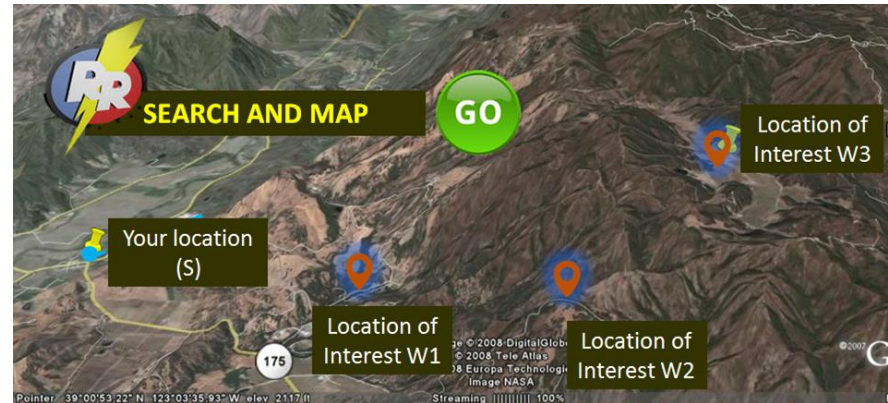 RR
SEARCH AND MAP
GO
Location of
Interest W3
Your location
(S)
Location of
Interest W1
Location of
Interest W2
175
ge © 2008 DigitalGlobe
© 2008 Tele Atlas
08 Europa Technologie
Image NASA
©2007 G
Pointer 39°00'53.22" N 123°03'35.93" W elev 2117 ft
Streaming |||||||||| 100%